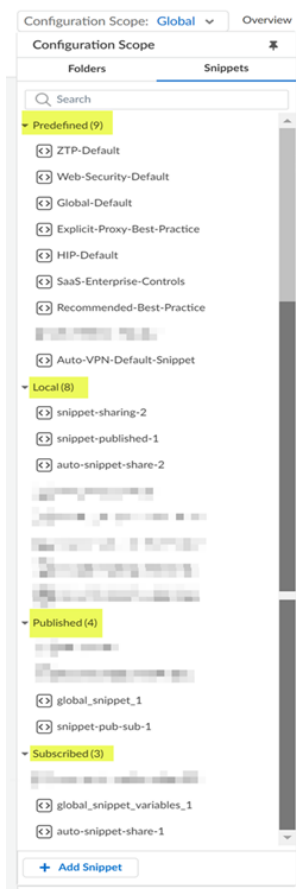 Configuration Scope: Global Overview
Configuration Scope
Folders Snippets
Search
Predefined (9)
ZTP-Default
Web-Security-Default
Global-Default
Explicit-Proxy-Best-Practice
HIP-Default
SaaS-Enterprise-Controls
Recommended-Best-Practice
Auto-VPN-Default-Snippet
Local (8)
snippet-sharing-2
snippet-published-1
auto-snippet-share-2
Published (4)
global_snippet_1
snippet-pub-sub-1
Subscribed (3)
global_snippet_variables_1
auto-snippet-share-1
+ Add Snippet